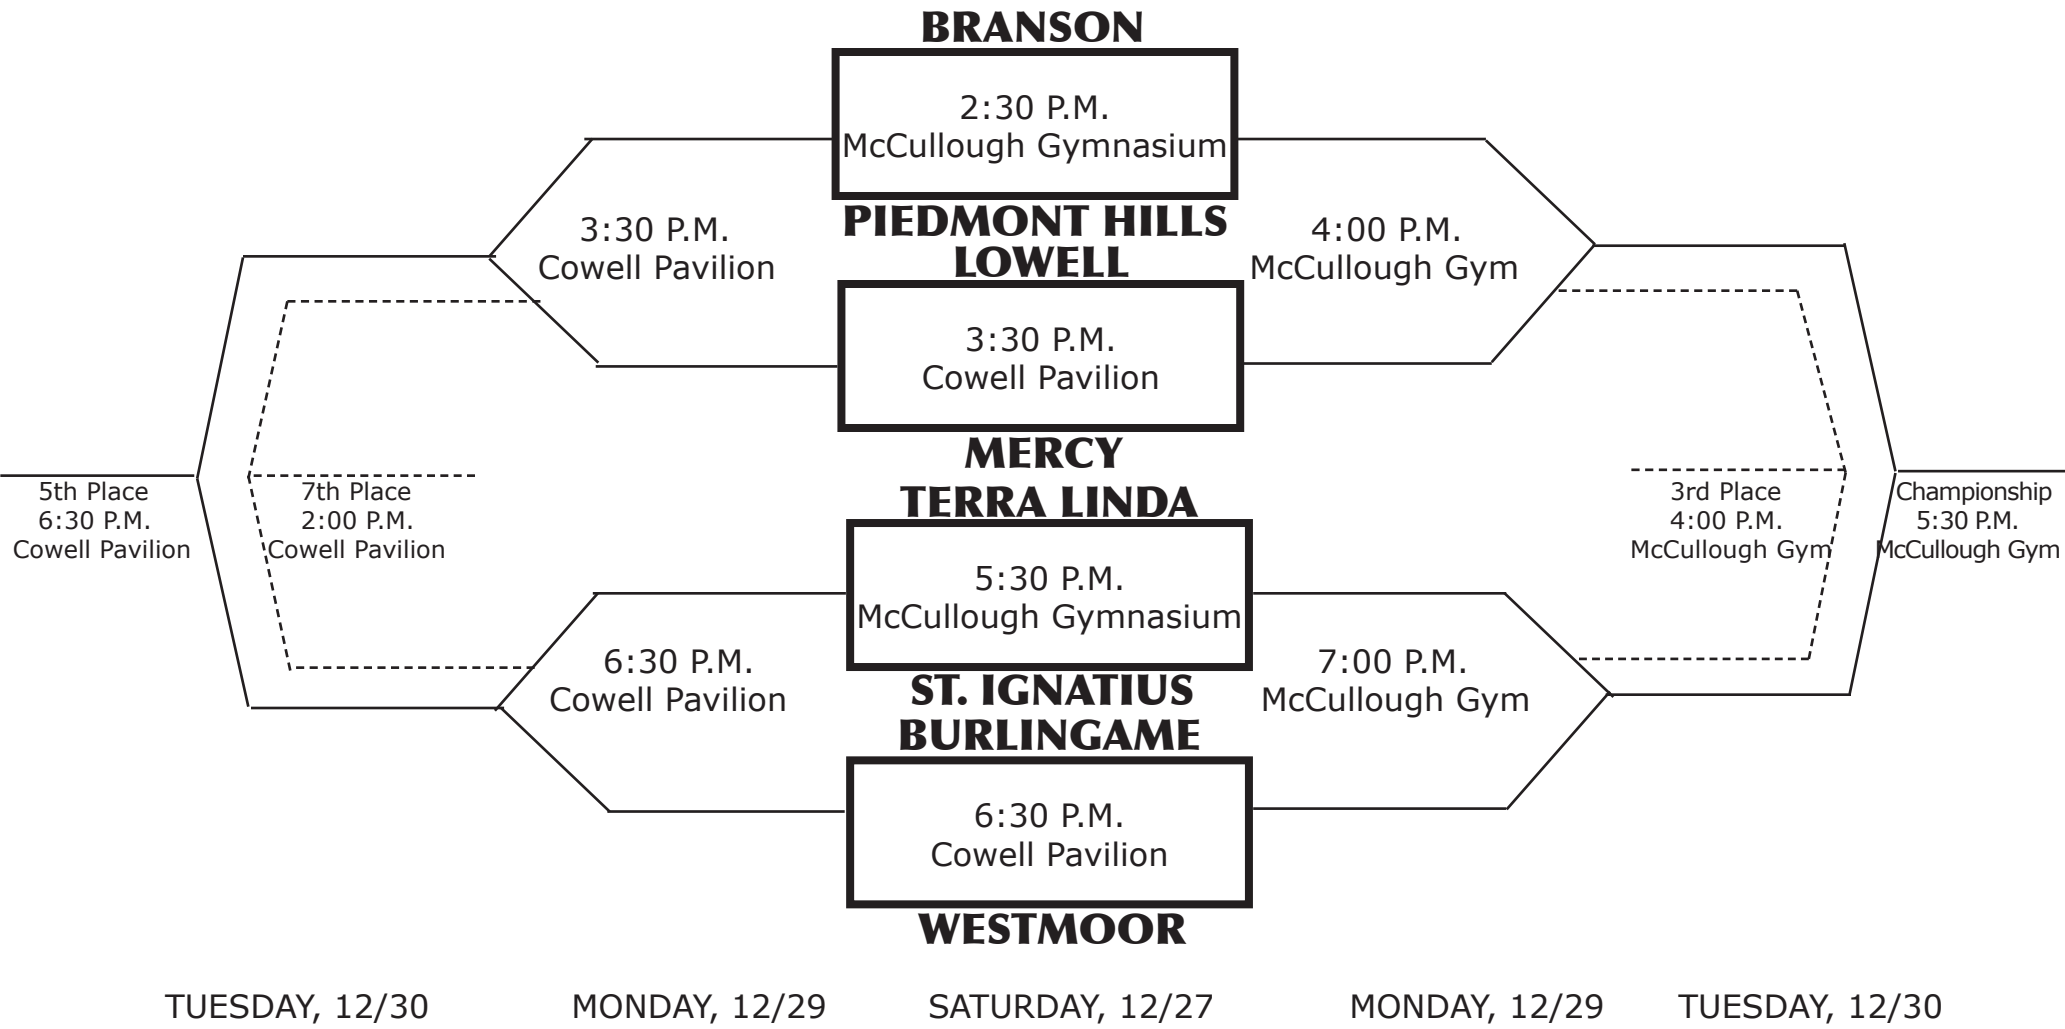 BRANSON
2:30 P.M.
McCullough Gymnasium
PIEDMONT HILLS
3:30 P.M.
Cowell Pavilion
4:00 P.M.
McCullough Gym
LOWELL
3:30 P.M.
Cowell Pavilion
MERCY
5th Place
6:30 P.M.
Cowell Pavilion
7th Place
2:00 P.M.
Cowell Pavilion
3rd Place
4:00 P.M.
McCullough Gym
Championship
5:30 P.M.
McCullough Gym
TERRA LINDA
5:30 P.M.
McCullough Gymnasium
ST. IGNATIUS
6:30 P.M.
Cowell Pavilion
7:00 P.M.
McCullough Gym
BURLINGAME
6:30 P.M.
Cowell Pavilion
WESTMOOR
TUESDAY, 12/30 MONDAY, 12/29 SATURDAY, 12/27 MONDAY, 12/29 TUESDAY, 12/30